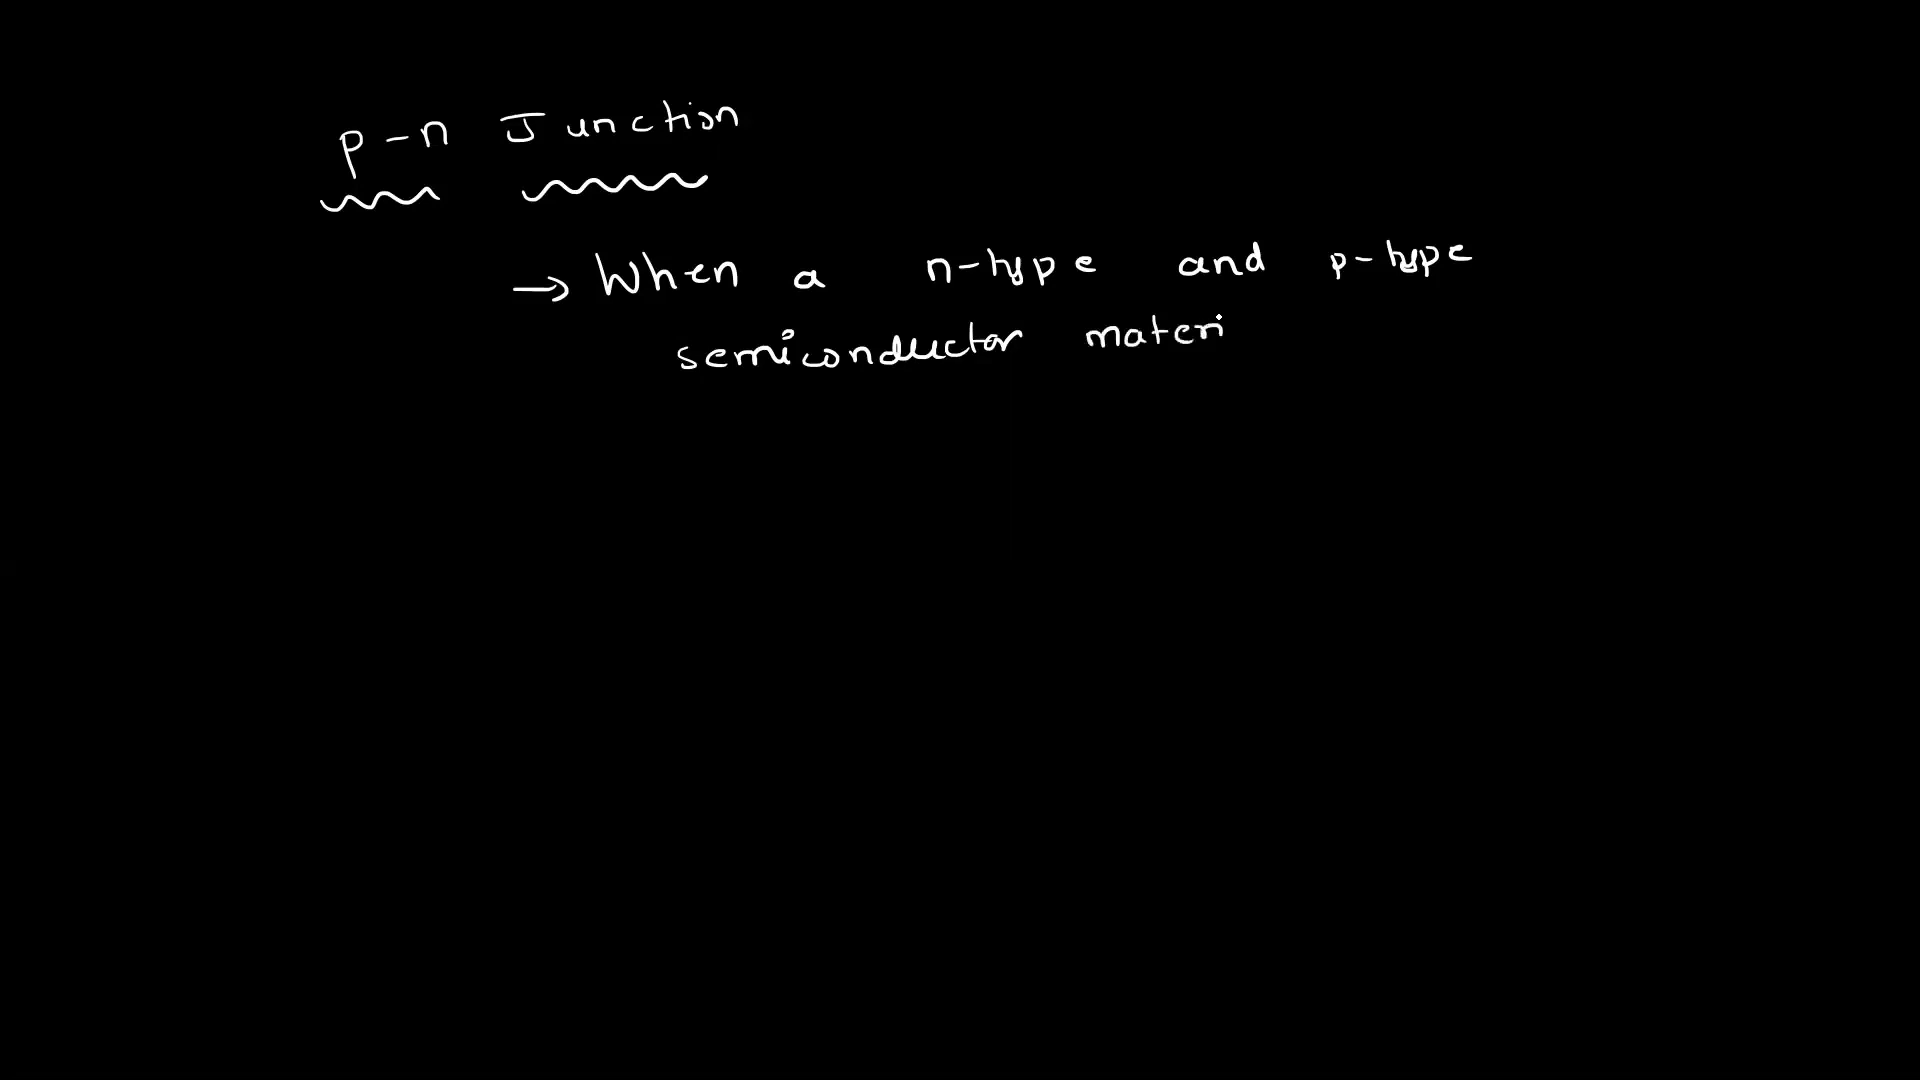 p-n Junction
→ When a n-type and p-type
semiconductor materi